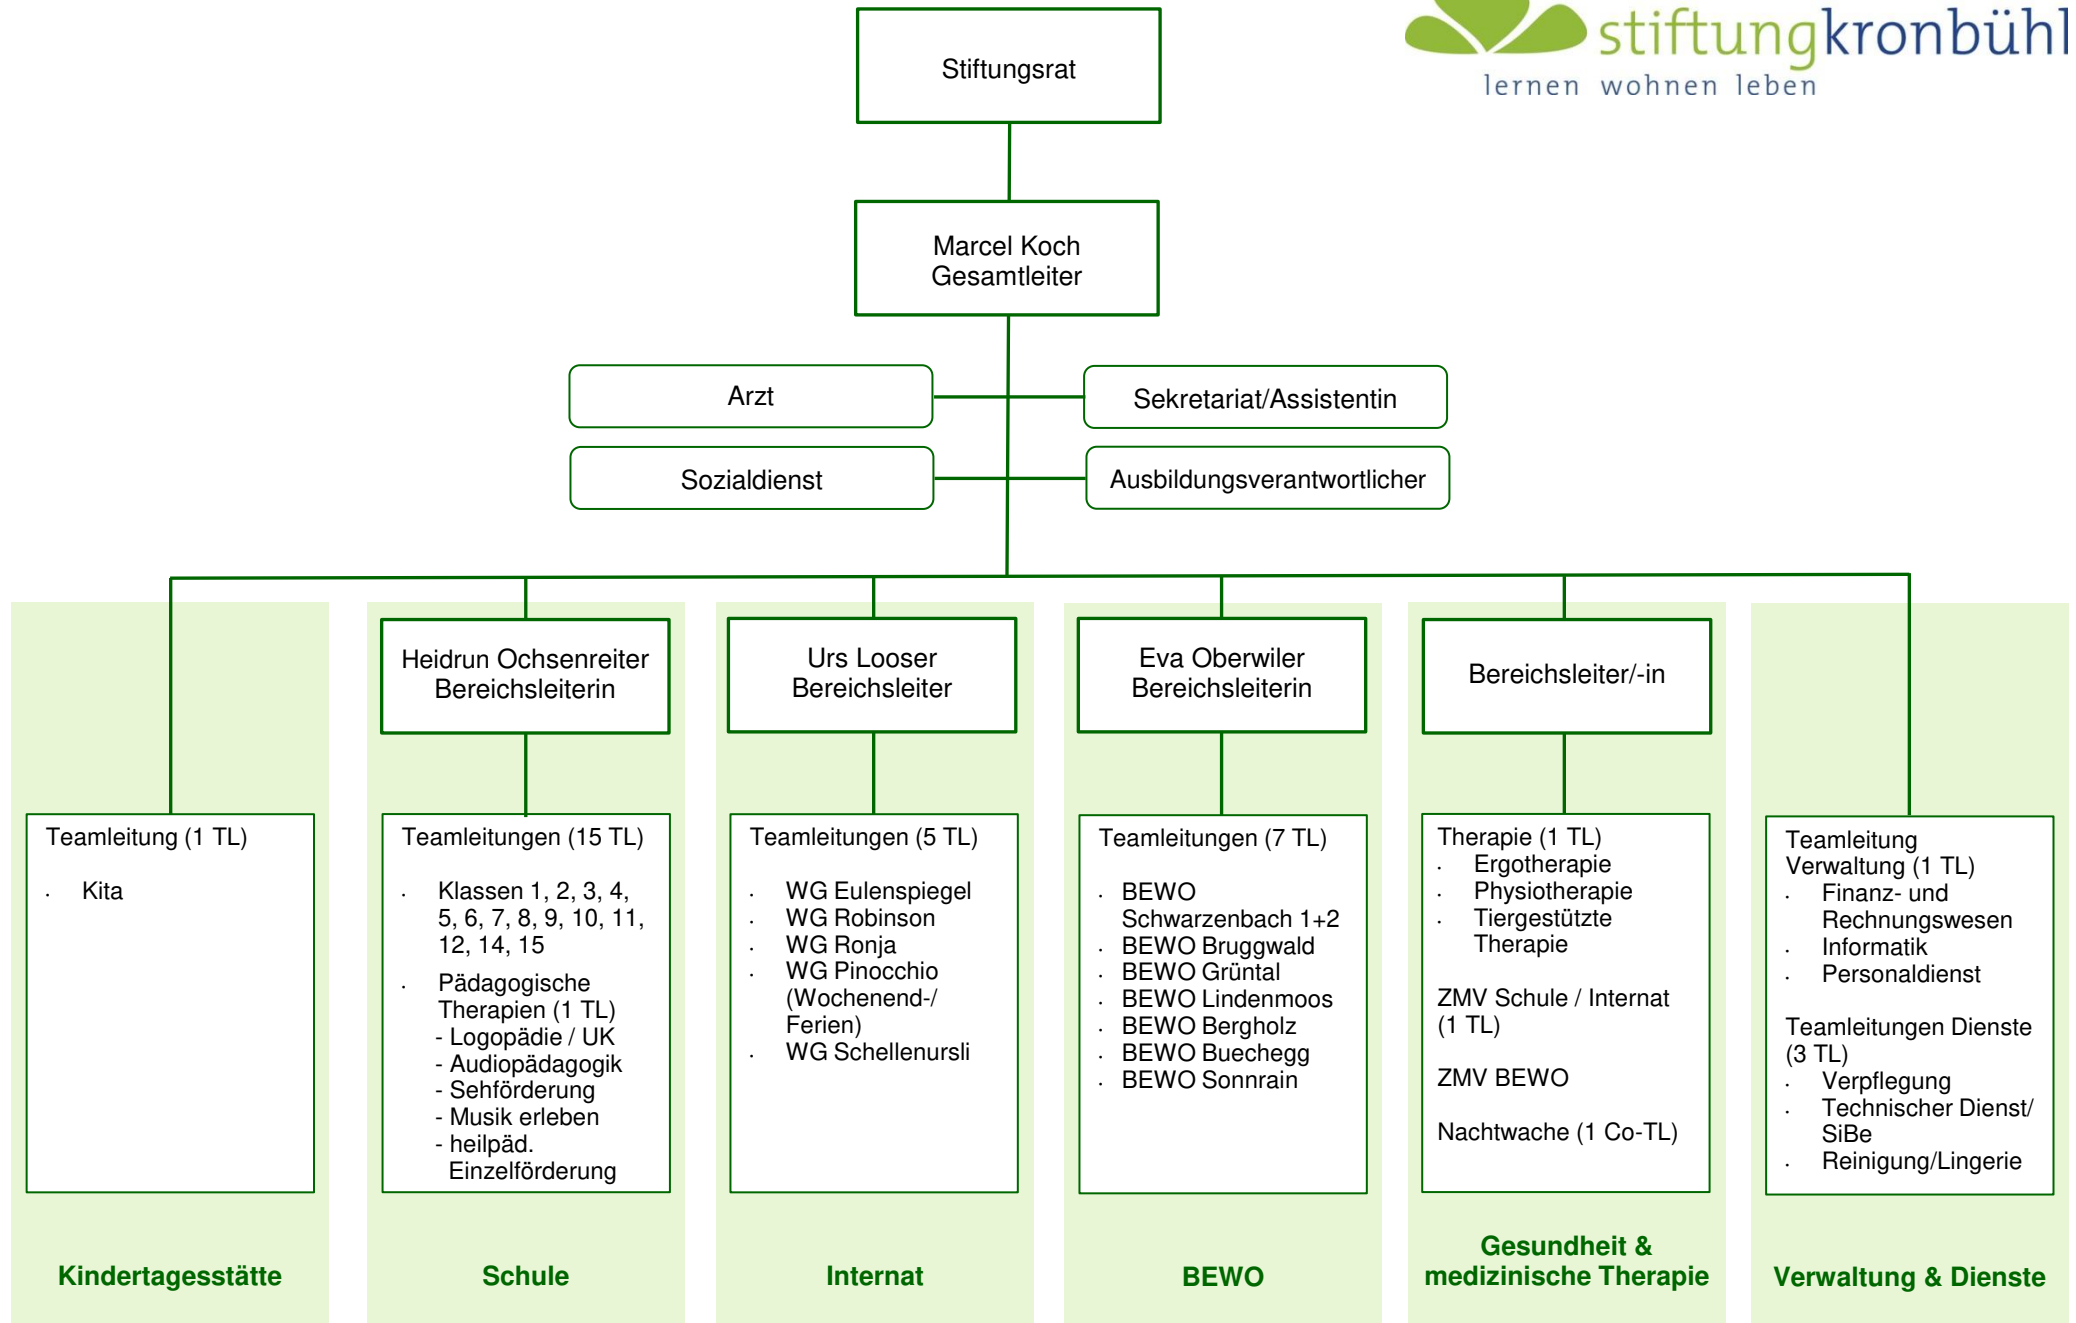 stiftungkronbühl
lernen wohnen leben
Stiftungsrat
Marcel Koch
Gesamtleiter
Arzt
Sekretariat/Assistentin
Sozialdienst
Ausbildungsverantwortlicher
Heidrun Ochsenreiter
Bereichsleiterin
Urs Looser
Bereichsleiter
Eva Oberwiler
Bereichsleiterin
Bereichsleiter/-in
Teamleitung (1 TL)
· Kita
Kindertagesstätte
Teamleitungen (15 TL)
· Klassen 1, 2, 3, 4,
5, 6, 7, 8, 9, 10, 11,
12, 14, 15
· Pädagogische
Therapien (1 TL)
- Logopädie / UK
- Audiopädagogik
- Sehförderung
- Musik erleben
- heilpäd.
Einzelförderung
Schule
Teamleitungen (5 TL)
· WG Eulenspiegel
· WG Robinson
· WG Ronja
· WG Pinocchio
(Wochenend-/
Ferien)
· WG Schellenursli
Internat
Teamleitungen (7 TL)
· BEWO
Schwarzenbach 1+2
· BEWO Bruggwald
· BEWO Grüntal
· BEWO Lindenmoos
· BEWO Bergholz
· BEWO Buechegg
· BEWO Sonnrain
BEWO
Therapie (1 TL)
· Ergotherapie
· Physiotherapie
· Tiergestützte
Therapie
ZMV Schule / Internat
(1 TL)
ZMV BEWO
Nachtwache (1 Co-TL)
Gesundheit &
medizinische Therapie
Teamleitung
Verwaltung (1 TL)
· Finanz- und
Rechnungswesen
· Informatik
· Personaldienst
Teamleitungen Dienste
(3 TL)
· Verpflegung
· Technischer Dienst/
SiBe
· Reinigung/Lingerie
Verwaltung & Dienste